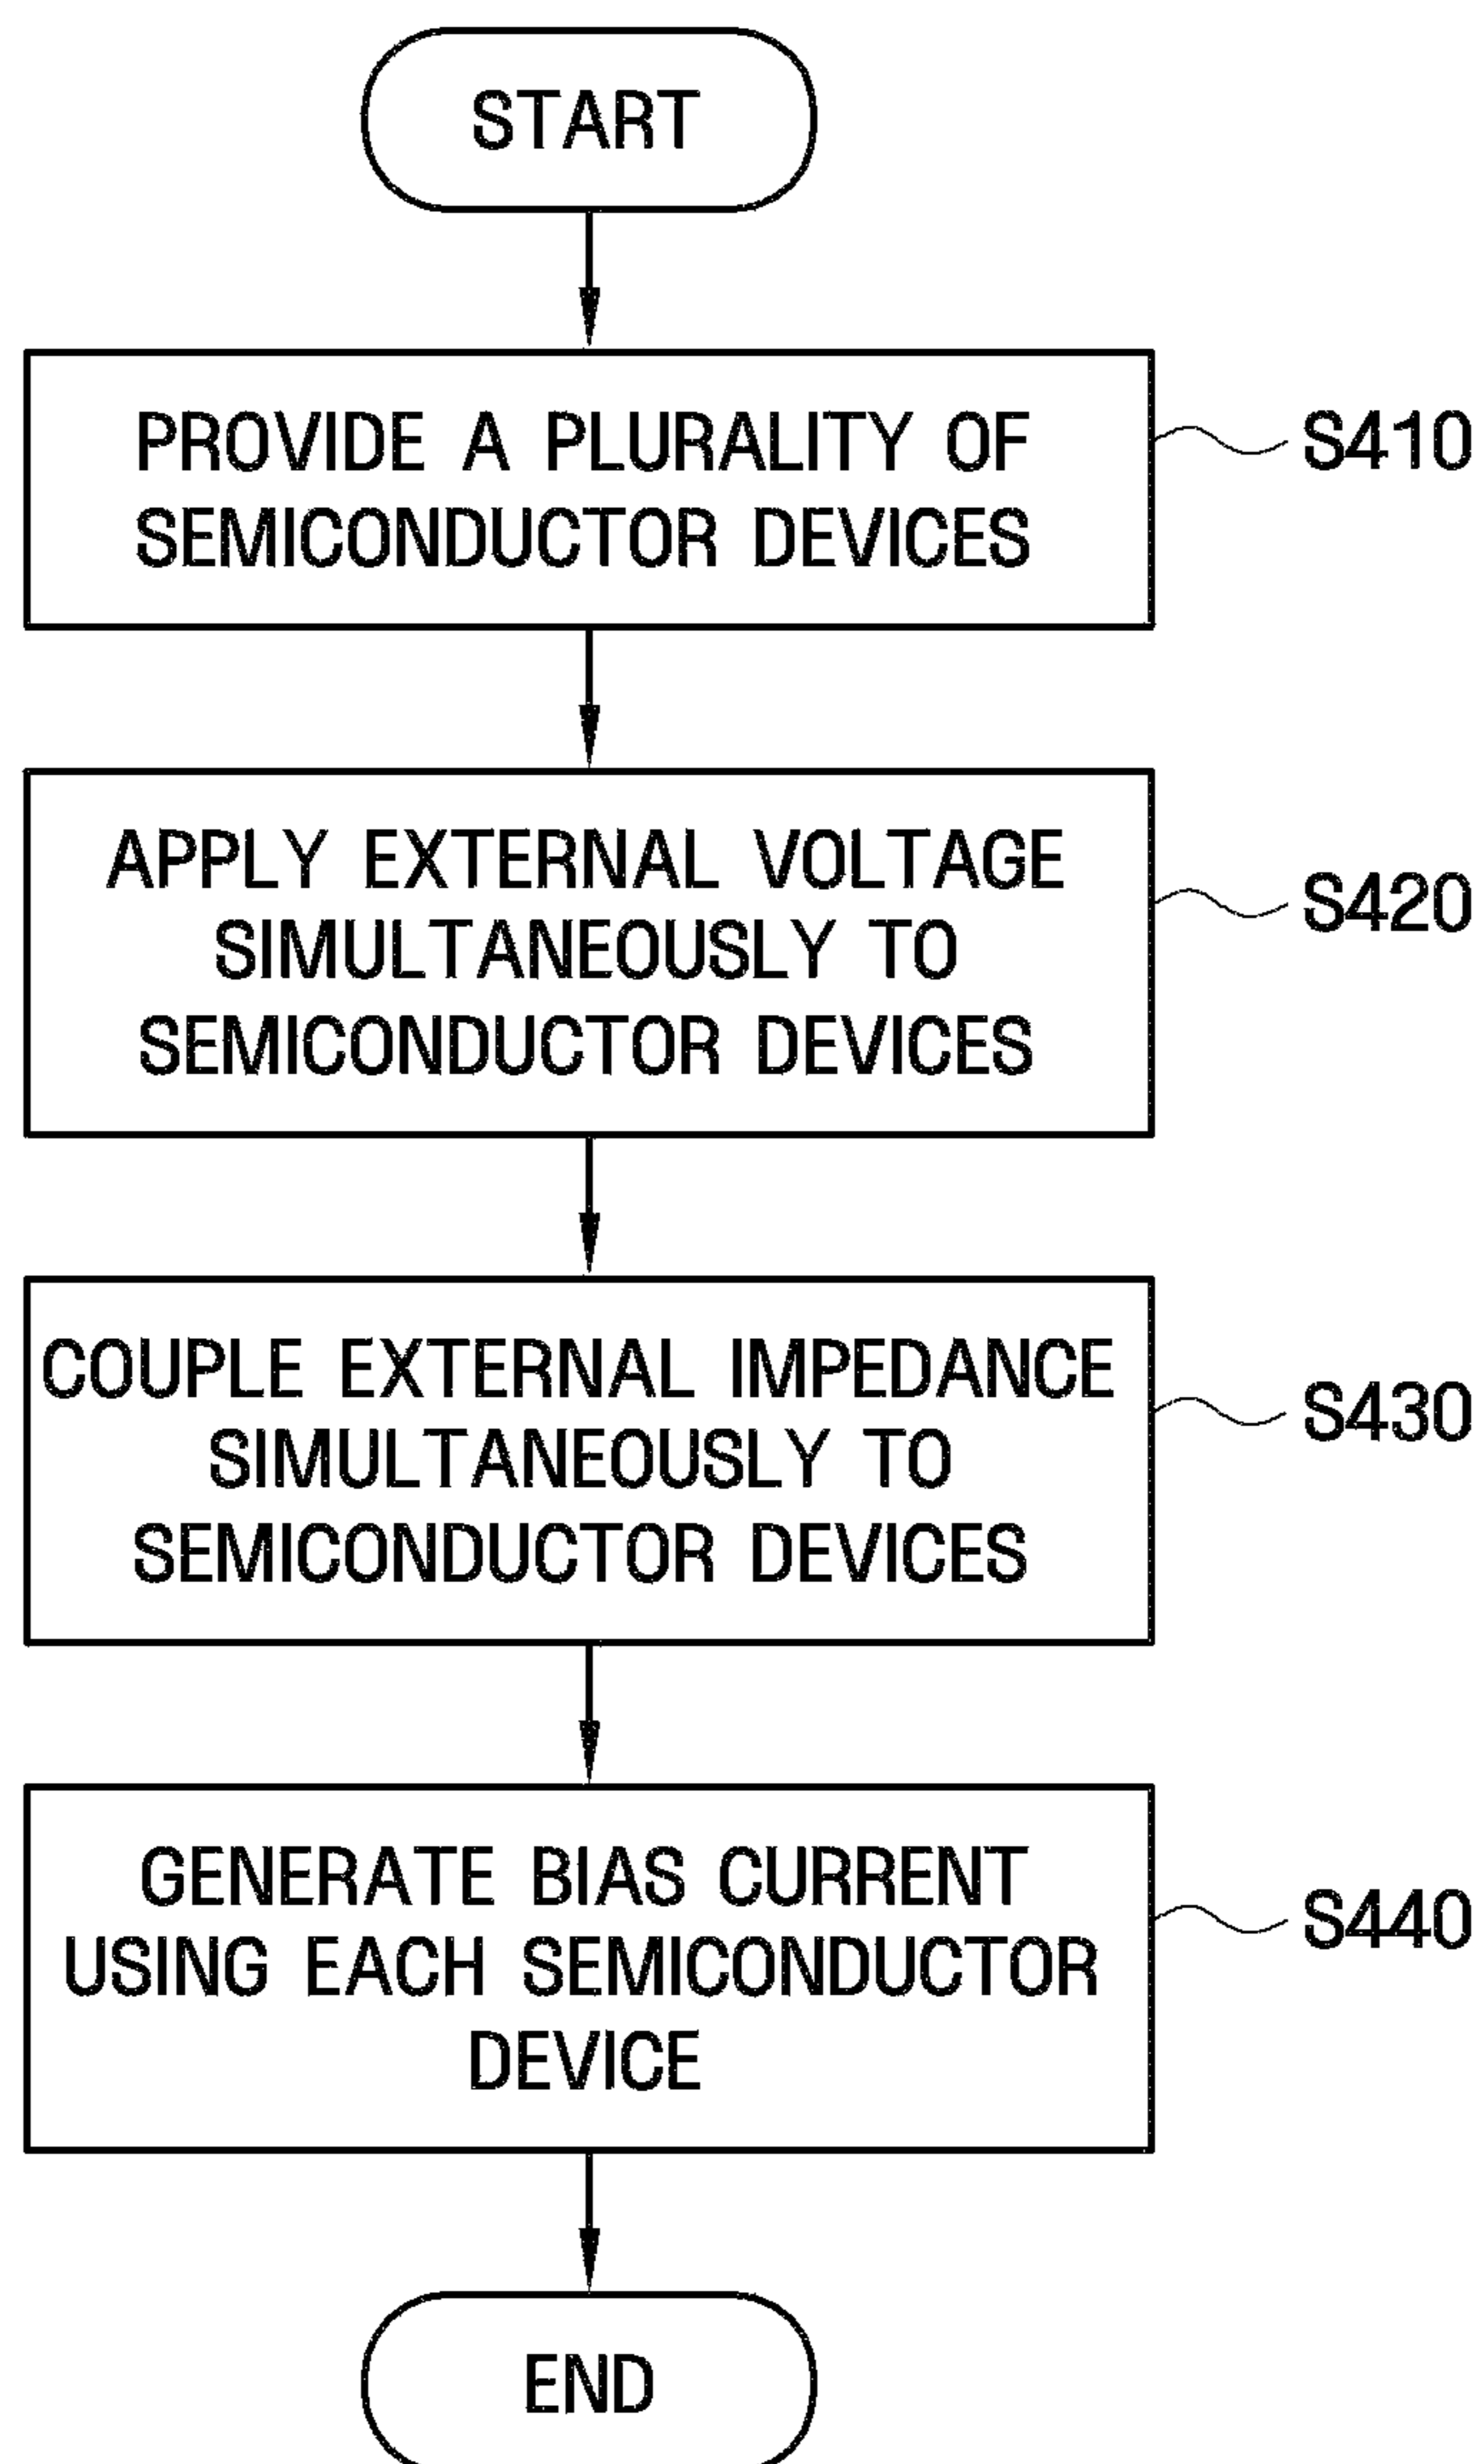 START
PROVIDE A PLURALITY OF
SEMICONDUCTOR DEVICES
S410
APPLY EXTERNAL VOLTAGE
SIMULTANEOUSLY TO
SEMICONDUCTOR DEVICES
S420
COUPLE EXTERNAL IMPEDANCE
SIMULTANEOUSLY TO
SEMICONDUCTOR DEVICES
S430
GENERATE BIAS CURRENT
USING EACH SEMICONDUCTOR
DEVICE
S440
END